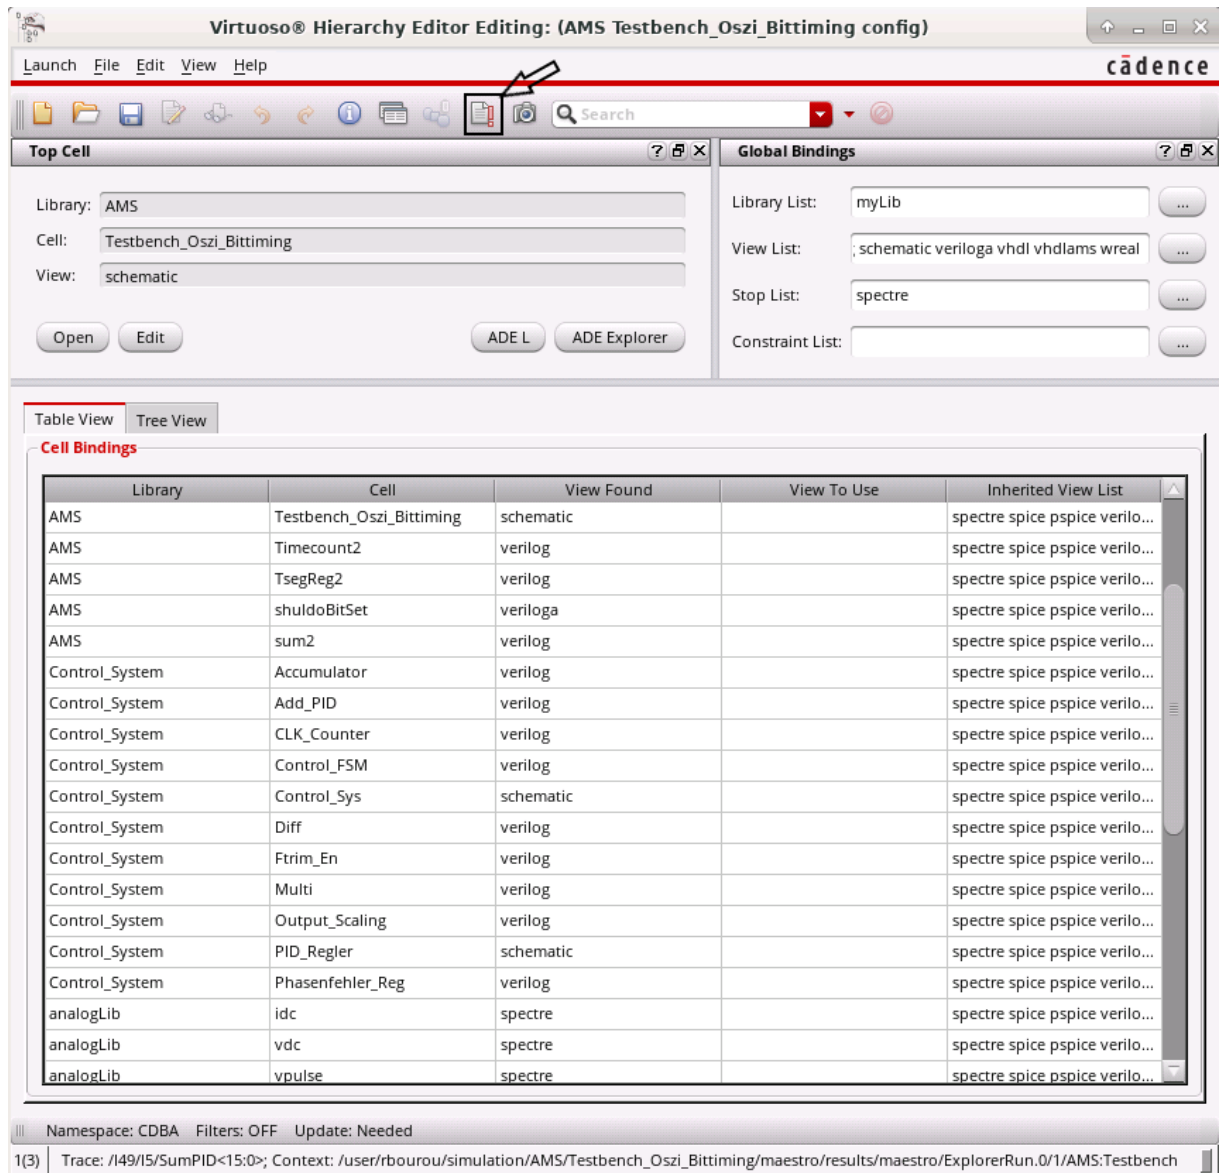 Virtuoso® Hierarchy Editor Editing: (AMS Testbench_Oszi_Bittiming config)
Launch File Edit View Help
cādence
Search
Top Cell
Library: AMS
Cell: Testbench_Oszi_Bittiming
View: schematic
Open Edit ADE L ADE Explorer
Global Bindings
Library List: myLib ...
View List: schematic veriloga vhdl vhdlams wreal ...
Stop List: spectre ...
Constraint List: ...
Table View Tree View
Cell Bindings
Library Cell View Found View To Use Inherited View List
AMS Testbench_Oszi_Bittiming schematic spectre spice pspice verilo...
AMS Timecount2 verilog spectre spice pspice verilo...
AMS TsegReg2 verilog spectre spice pspice verilo...
AMS shuldoBitSet veriloga spectre spice pspice verilo...
AMS sum2 verilog spectre spice pspice verilo...
Control_System Accumulator verilog spectre spice pspice verilo...
Control_System Add_PID verilog spectre spice pspice verilo...
Control_System CLK_Counter verilog spectre spice pspice verilo...
Control_System Control_FSM verilog spectre spice pspice verilo...
Control_System Control_Sys schematic spectre spice pspice verilo...
Control_System Diff verilog spectre spice pspice verilo...
Control_System Ftrim_En verilog spectre spice pspice verilo...
Control_System Multi verilog spectre spice pspice verilo...
Control_System Output_Scaling verilog spectre spice pspice verilo...
Control_System PID_Regler schematic spectre spice pspice verilo...
Control_System Phasenfehler_Reg verilog spectre spice pspice verilo...
analogLib idc spectre spectre spice pspice verilo...
analogLib vdc spectre spectre spice pspice verilo...
analogLib vpulse spectre spectre spice pspice verilo...
Namespace: CDBA Filters: OFF Update: Needed
1(3) Trace: /I49/I5/SumPID<15:0>; Context: /user/rbourou/simulation/AMS/Testbench_Oszi_Bittiming/maestro/results/maestro/ExplorerRun.0/1/AMS:Testbench